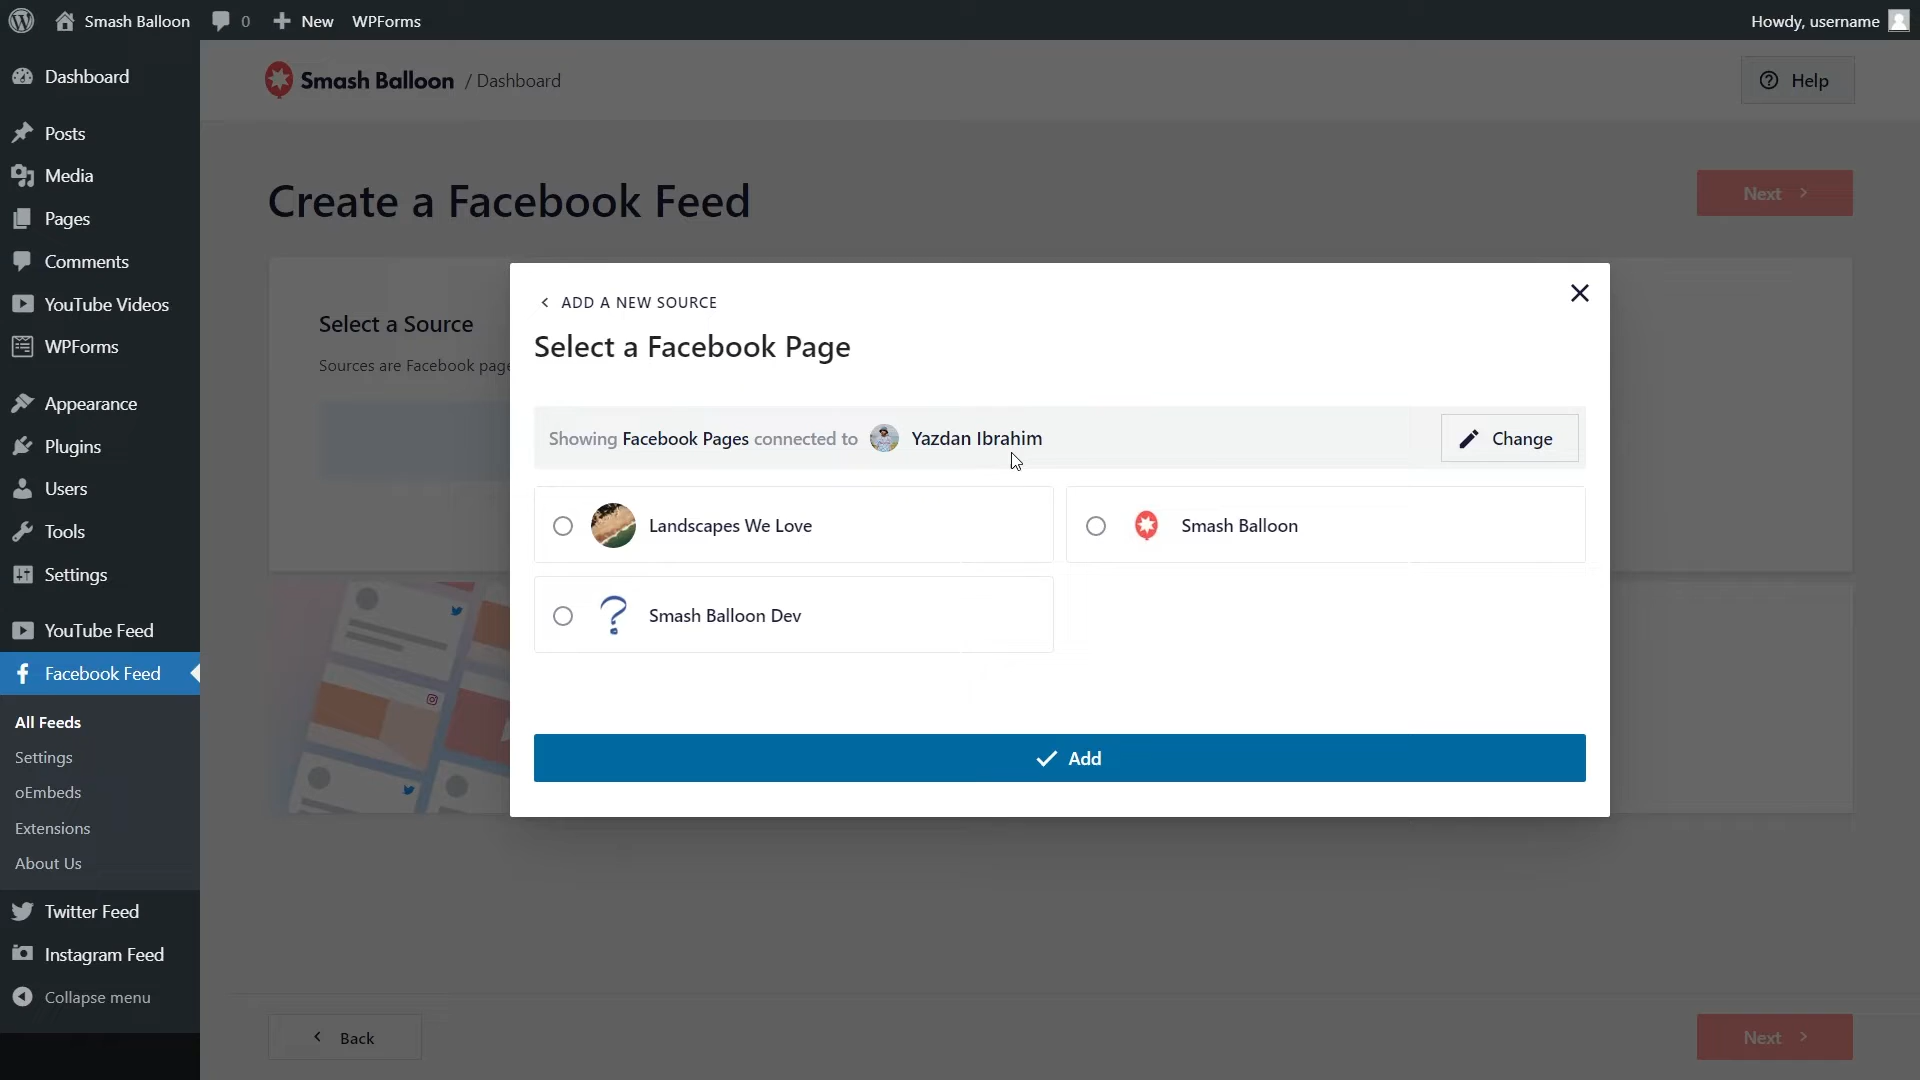 Smash Balloon 0 New WPForms
Howdy, username
Dashboard
Posts
Media
Pages
Comments
YouTube Videos
WPForms
Appearance
Plugins
Users
Tools
Settings
YouTube Feed
Facebook Feed
All Feeds
Settings
oEmbeds
Extensions
About Us
Twitter Feed
Instagram Feed
Collapse menu
Smash Balloon / Dashboard
Help
Create a Facebook Feed
Next
Select a Source
Sources are Facebook page
ADD A NEW SOURCE
Select a Facebook Page
Showing Facebook Pages connected to Yazdan Ibrahim
Change
Landscapes We Love
Smash Balloon
? Smash Balloon Dev
Add
Back
Next